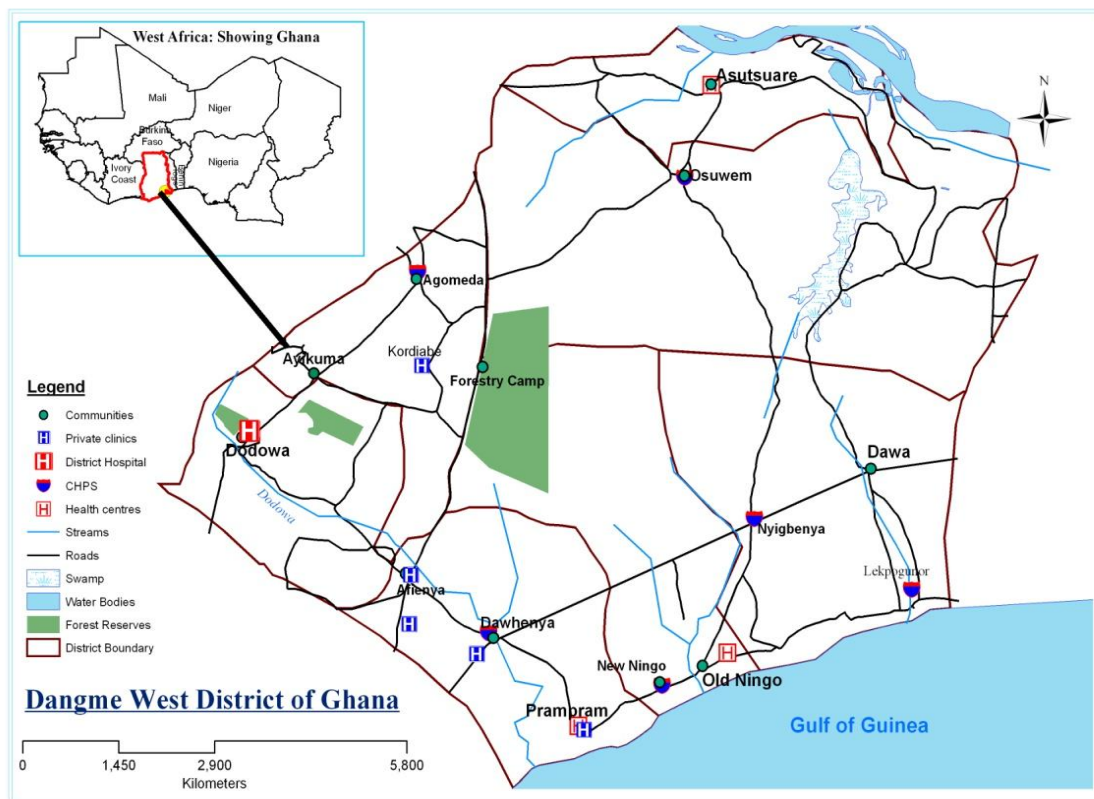 West Africa: Showing Ghana
Mali
Niger
Burkina
Faso
Ivory
Coast
Nigeria
N
Asutsuare
Osuwem
Agomeda
Kordiabe
Ayikuma
Forestry Camp
Legend
Communities
Private clinics
District Hospital
CHPS
Health centres
Streams
Roads
Swamp
Water Bodies
Forest Reserves
District Boundary
Dodowa
Dodowa
Dawa
Nyigbenya
Lekpogunor
Afienya
Dawhenya
New Ningo
Old Ningo
Prampram
Gulf of Guinea
Dangme West District of Ghana
0 1,450 2,900 5,800
Kilometers